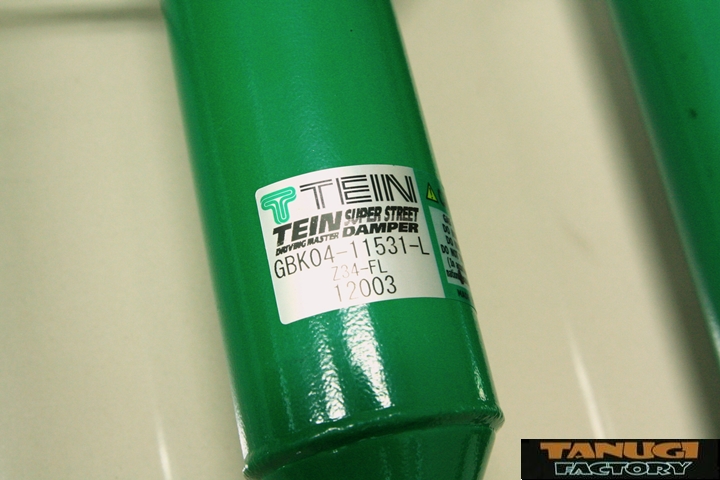 TEIN
TEIN SUPER STREET
DRIVING MASTER DAMPER
GBK04-11531-L
Z34-FL
12003
TANUGI
FACTORY